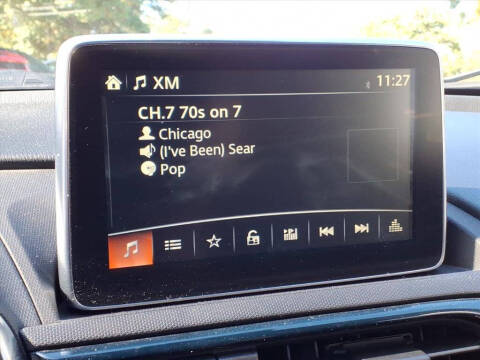 XM 11:27
CH.7 70s on 7
Chicago
(I've Been) Sear
Pop